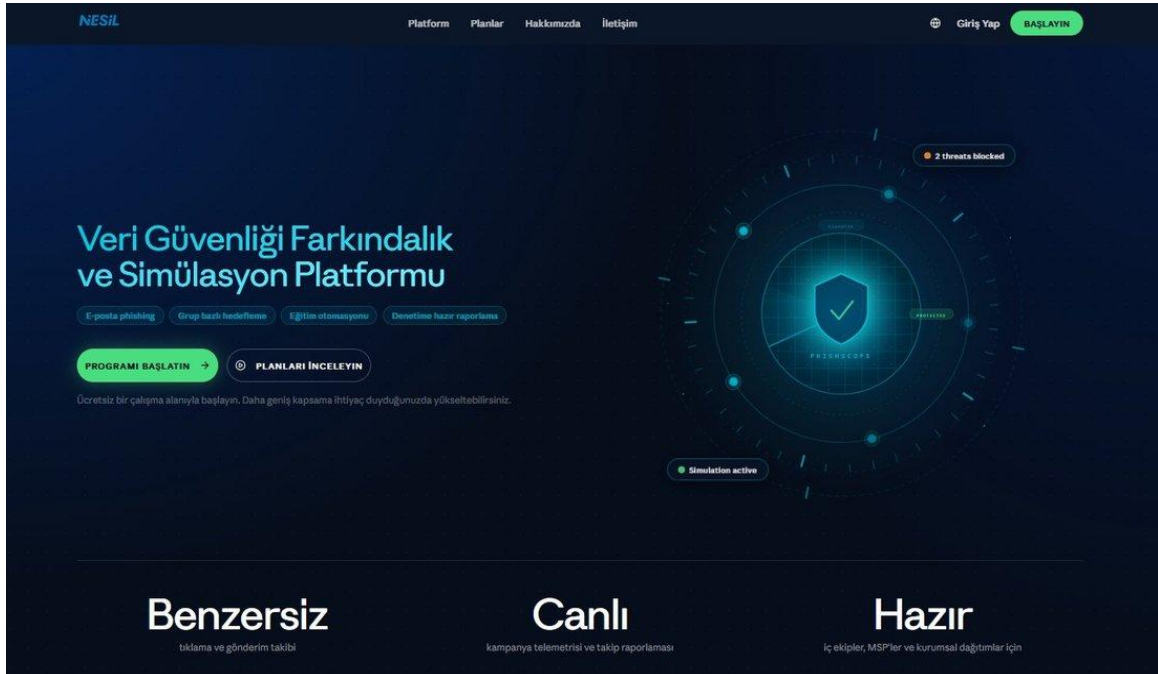 NESiL
Platform Planlar Hakkımızda İletişim
Giriş Yap BAŞLAYIN
2 threats blocked
Veri Güvenliği Farkındalık
ve Simülasyon Platformu
E-posta phishing Grup bazlı hedefleme Eğitim otomasyonu Denetime hazır raporlama
PROTECTED
PHISHSCOPE
PROGRAMI BAŞLATIN → PLANLARI İNCELEYIN
Ücretsiz bir çalışma alanıyla başlayın. Daha geniş kapsama ihtiyaç duyduğunuzda yükseltebilirsiniz.
Simulation active
Benzersiz
tıklama ve gönderim takibi
Canlı
kampanya telemetrisi ve takip raporlaması
Hazır
iç ekipler, MSP'ler ve kurumsal dağıtımlar için